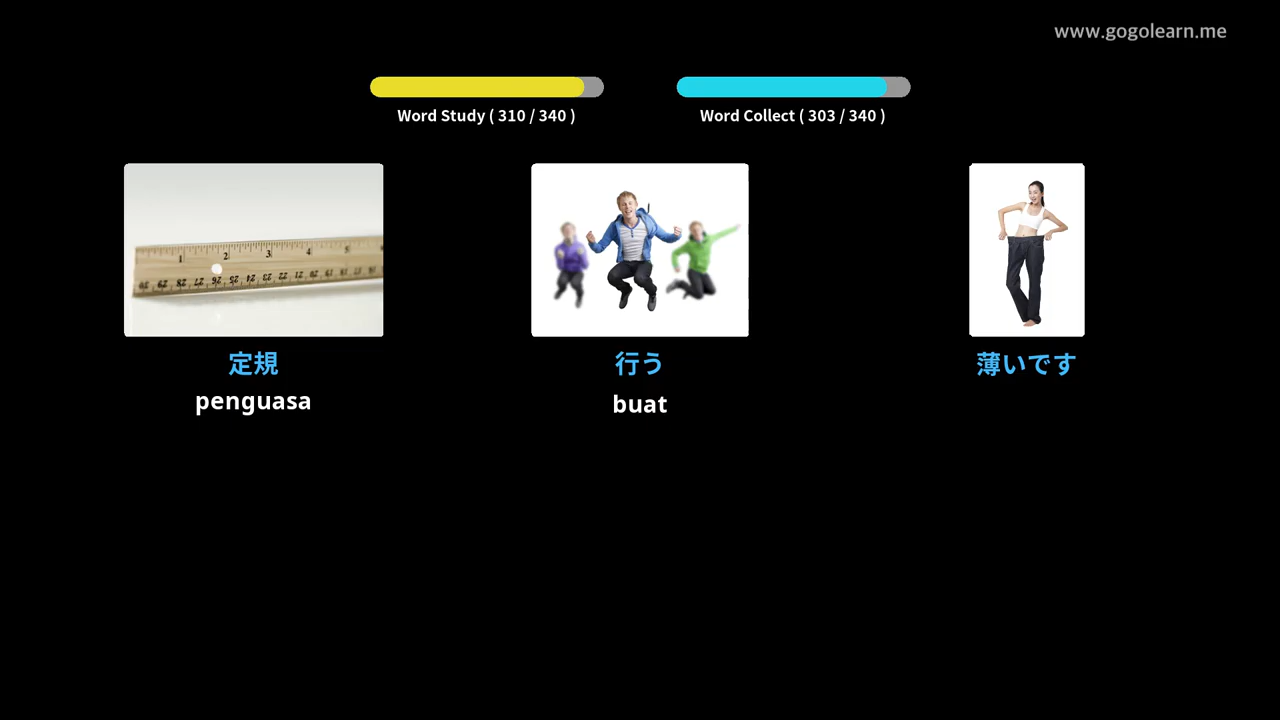 www.gogolearn.me
Word Study ( 310 / 340 )
Word Collect ( 303 / 340 )
定規
行う
薄いです
penguasa
buat